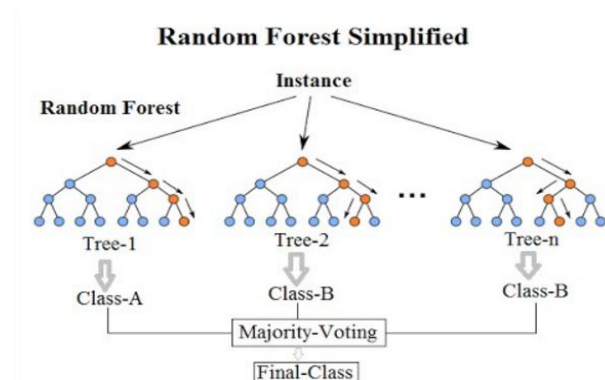 Random Forest Simplified
Instance
Random Forest
...
Tree-1
Tree-2
Tree-n
Class-A
Class-B
Class-B
Majority-Voting
Final-Class